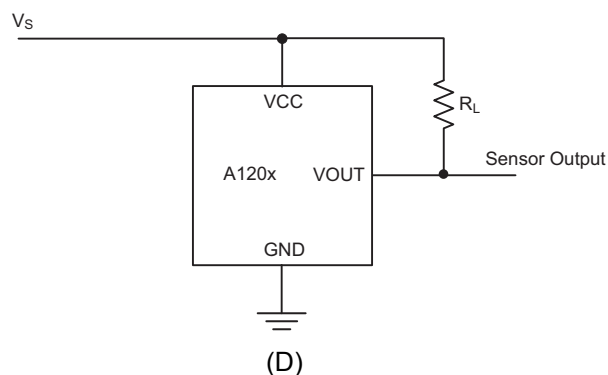 VS
VCC
RL
Sensor Output
A120x VOUT
GND
(D)